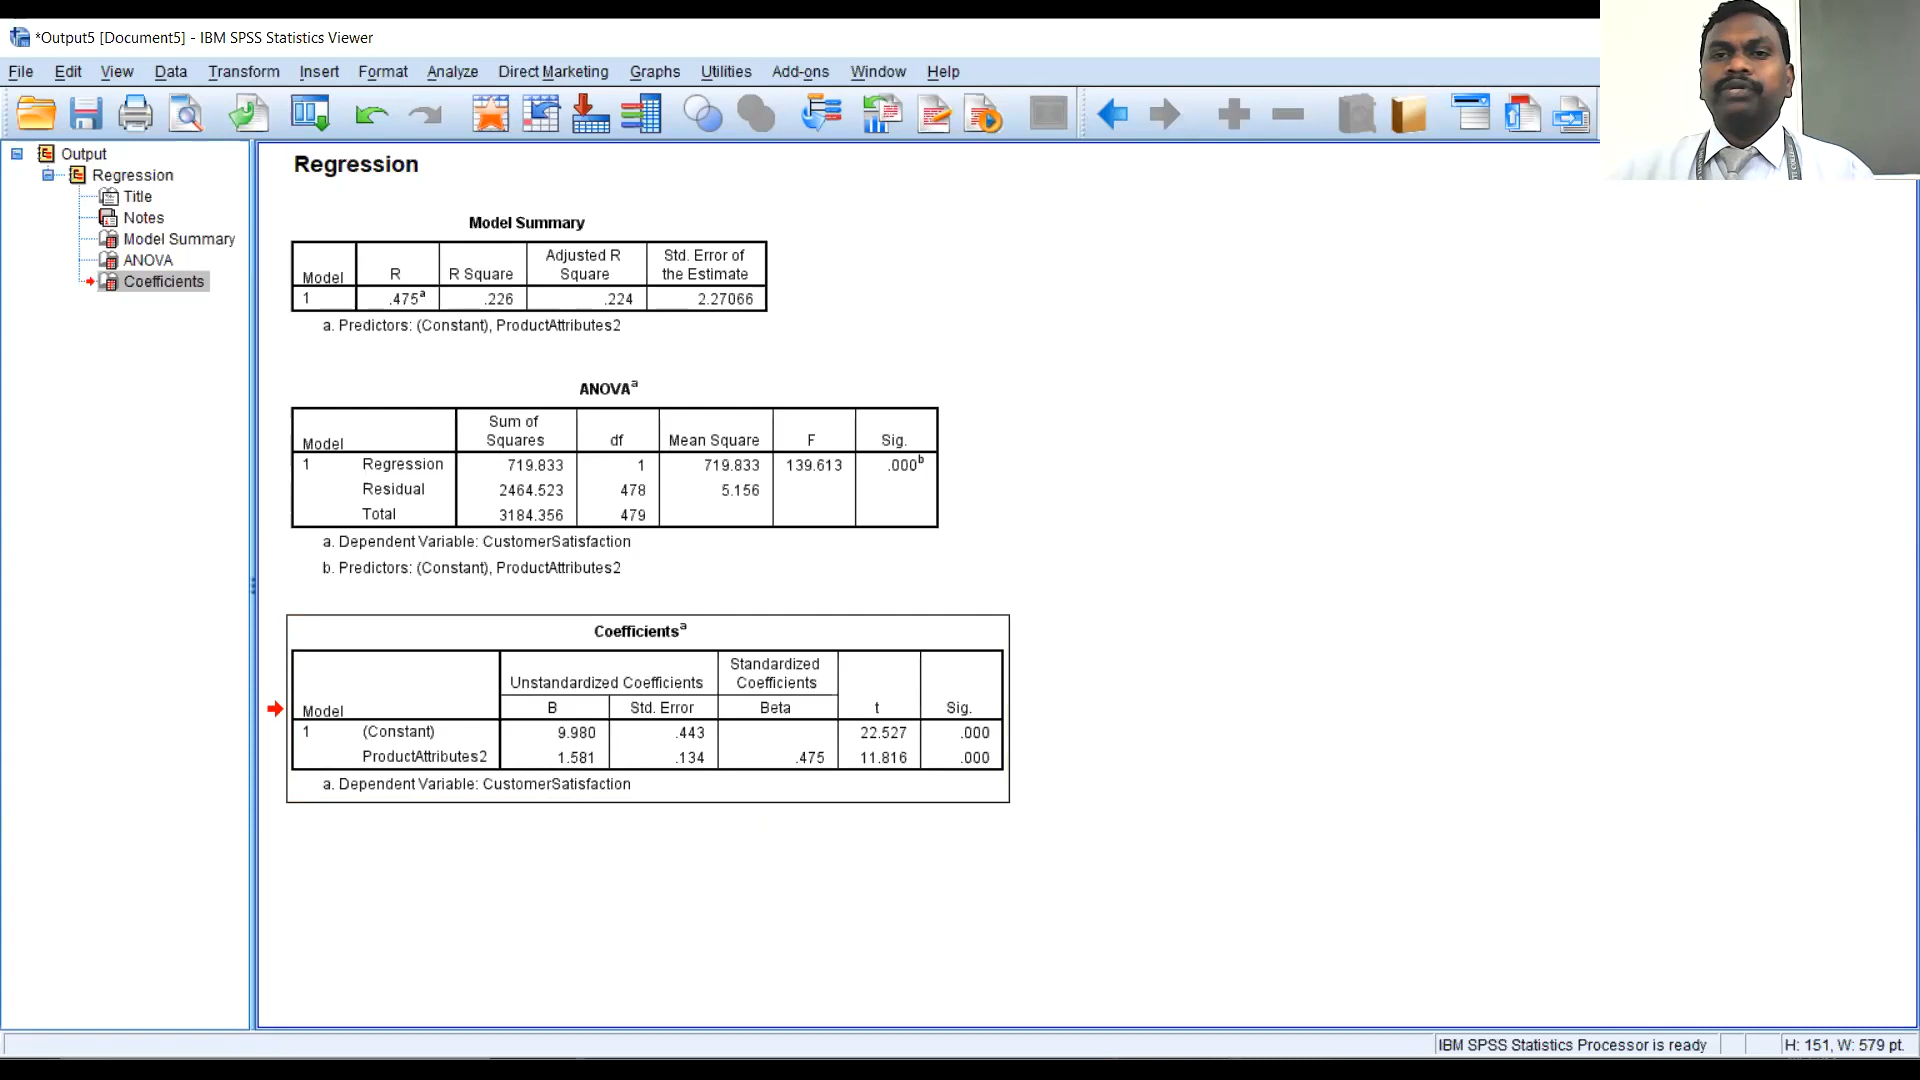 *Output5 [Document5] - IBM SPSS Statistics Viewer
File Edit View Data Transform Insert Format Analyze Direct Marketing Graphs Utilities Add-ons Window Help
Output
Regression
Title
Notes
Model Summary
ANOVA
Coefficients
Regression
Model Summary
Model R R Square Adjusted R Square Std. Error of the Estimate
1 .475a .226 .224 2.27066
a. Predictors: (Constant), ProductAttributes2
ANOVAa
Model Sum of Squares df Mean Square F Sig.
1 Regression 719.833 1 719.833 139.613 .000b
Residual 2464.523 478 5.156
Total 3184.356 479
a. Dependent Variable: CustomerSatisfaction
b. Predictors: (Constant), ProductAttributes2
Coefficientsa
Unstandardized Coefficients Standardized Coefficients
Model B Std. Error Beta t Sig.
1 (Constant) 9.980 .443 22.527 .000
ProductAttributes2 1.581 .134 .475 11.816 .000
a. Dependent Variable: CustomerSatisfaction
IBM SPSS Statistics Processor is ready H: 151, W: 579 pt.